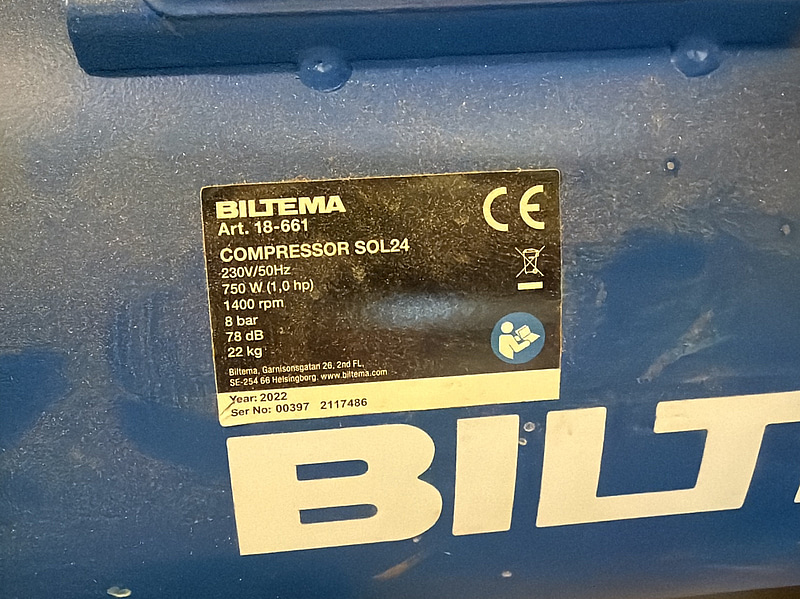 BILTEMA
Art. 18-661
COMPRESSOR SOL24
230V/50Hz
750 W (1,0 hp)
1400 rpm
8 bar
78 dB
22 kg
Biltema, Garnisonsgatan 26, 2nd FL,
SE-254 66 Helsingborg. www.biltema.com
Year: 2022
Ser No: 00397 2117486
CE
BILT